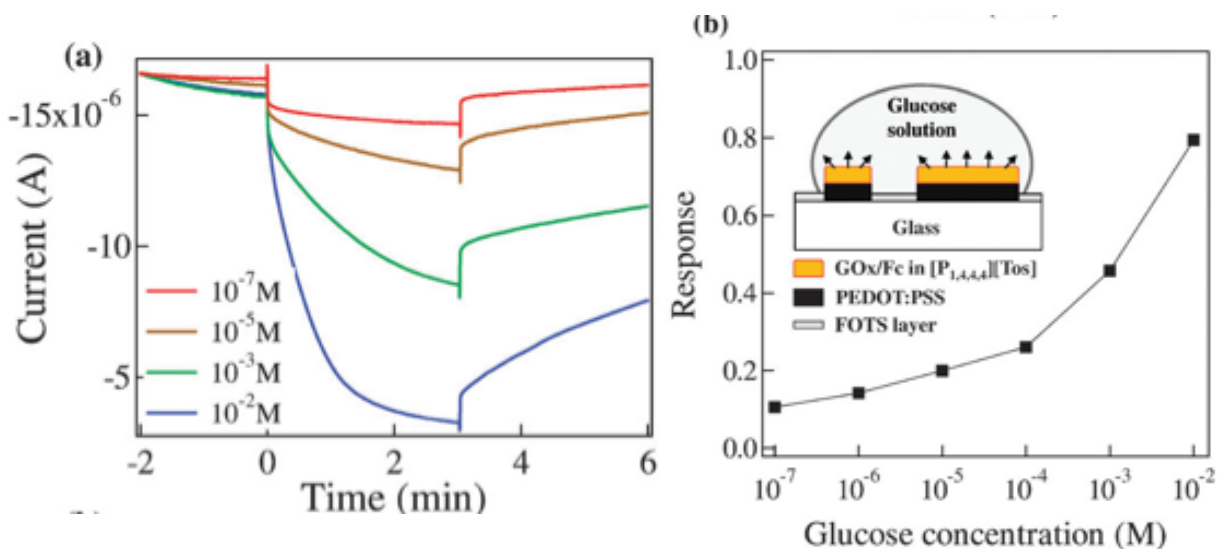 (a)
-15x10⁻⁶
-10
-5
Current (A)
10⁻⁷M
10⁻⁵M
10⁻³M
10⁻²M
-2 0 2 4 6
Time (min)
(b)
1.0
0.8
0.6
0.4
0.2
0.0
Response
Glucose
solution
Glass
GOx/Fc in [P₁,₄,₄,₄][Tos]
PEDOT:PSS
FOTS layer
10⁻⁷ 10⁻⁶ 10⁻⁵ 10⁻⁴ 10⁻³ 10⁻²
Glucose concentration (M)